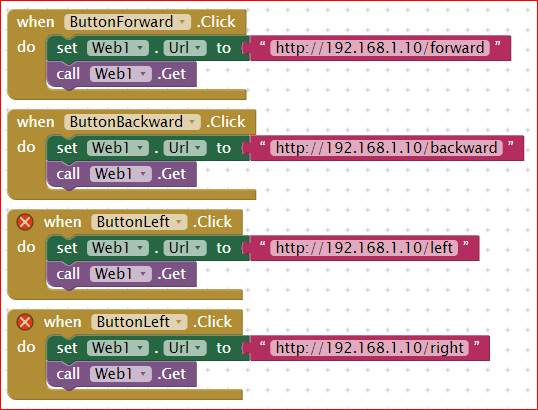 when ButtonForward .Click
do set Web1 . Url to “ http://192.168.1.10/forward ”
call Web1 .Get
when ButtonBackward .Click
do set Web1 . Url to “ http://192.168.1.10/backward ”
call Web1 .Get
when ButtonLeft .Click
do set Web1 . Url to “ http://192.168.1.10/left ”
call Web1 .Get
when ButtonLeft .Click
do set Web1 . Url to “ http://192.168.1.10/right ”
call Web1 .Get